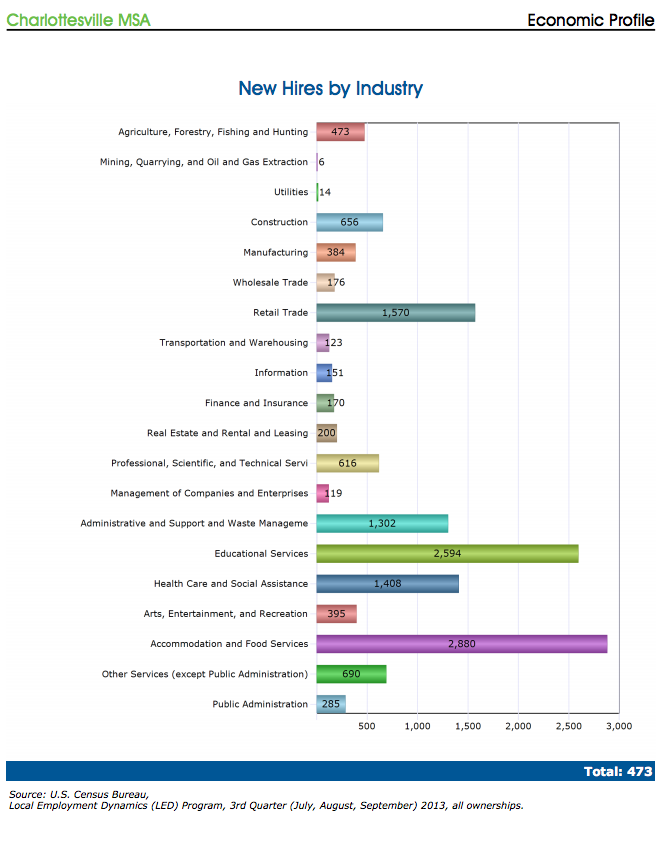 Charlottesville MSA Economic Profile
New Hires by Industry
Agriculture, Forestry, Fishing and Hunting 473
Mining, Quarrying, and Oil and Gas Extraction 6
Utilities 14
Construction 656
Manufacturing 384
Wholesale Trade 176
Retail Trade 1,570
Transportation and Warehousing 123
Information 151
Finance and Insurance 170
Real Estate and Rental and Leasing 200
Professional, Scientific, and Technical Servi 616
Management of Companies and Enterprises 119
Administrative and Support and Waste Manageme 1,302
Educational Services 2,594
Health Care and Social Assistance 1,408
Arts, Entertainment, and Recreation 395
Accommodation and Food Services 2,880
Other Services (except Public Administration) 690
Public Administration 285
500 1,000 1,500 2,000 2,500 3,000
Total: 473
Source: U.S. Census Bureau,
Local Employment Dynamics (LED) Program, 3rd Quarter (July, August, September) 2013, all ownerships.